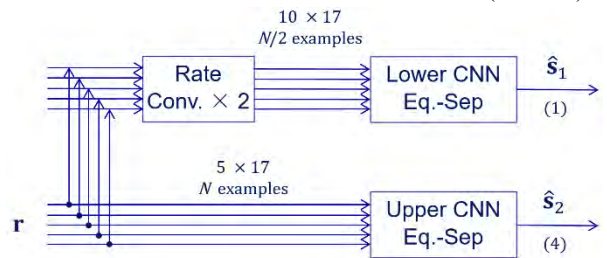 10 × 17
N/2 examples
Rate
Conv. × 2
Lower CNN
Eq.-Sep
ŝ₁
(1)
5 × 17
N examples
r
Upper CNN
Eq.-Sep
ŝ₂
(4)